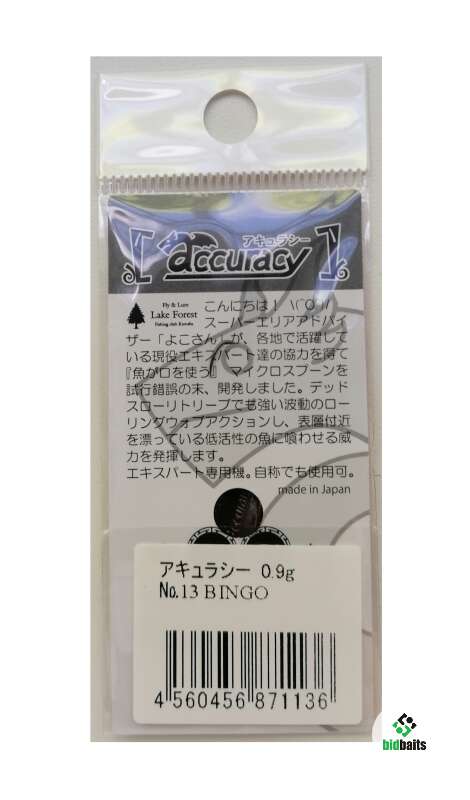 アキュラシー
accuracy
Fly & Lure
Lake Forest
こんにちは！ \(^O^)/
スーパーエリアアドバイ
ザー「よこさん」が、各地で活躍して
いる現役エキスパート達の協力を得て
『魚が口を使う』マイクロスプーンを
試行錯誤の末、開発しました。デッド
スローリトリーブでも強い波動のロー
リングウォブアクションし、表層付近
を漂っている低活性の魚に喰わせる威
力を発揮します。
エキスパート専用機。自称でも使用可。
made in Japan
アキュラシー 0.9g
No.13 BINGO
4 560456 871136
bidbaits